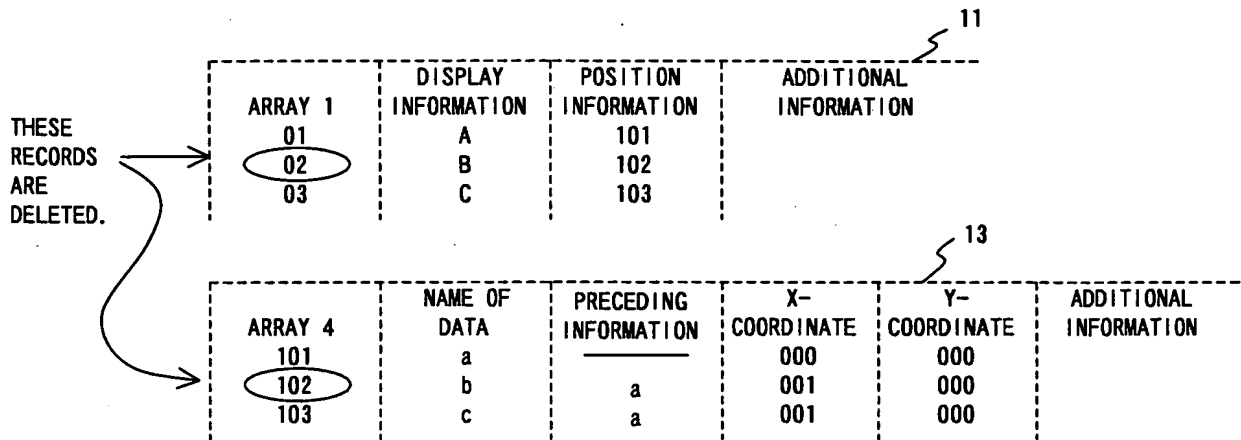 11
DISPLAY POSITION ADDITIONAL
ARRAY 1 INFORMATION INFORMATION INFORMATION
01 A 101
02 B 102
03 C 103
THESE
RECORDS
ARE
DELETED.
13
NAME OF PRECEDING X- Y- ADDITIONAL
ARRAY 4 DATA INFORMATION COORDINATE COORDINATE INFORMATION
101 a 000 000
102 b a 001 000
103 c a 001 000